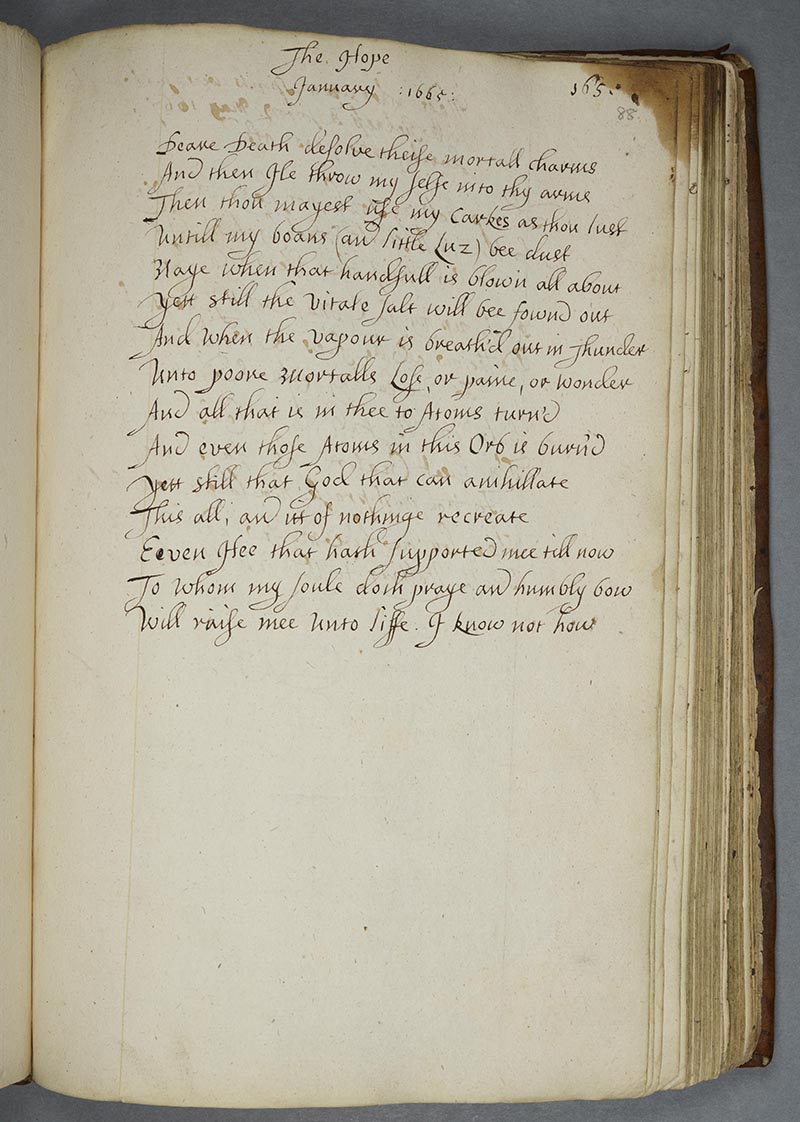 The Hope
January :1665:
165.
88
Deare Death desolve theise mortall charms
And then Ile throw my selfe into thy arms
Then thou mayest use my Carkes as thou lust
Untill my boans (and little Luz) bee dust
Naye when that handfull is blown all about
Yett still the vitale salt will bee fownd out
And when the vapour is breath'd out in Thunder
Unto poore Mortalls Lose, or paine, or wonder
And all that is in thee to Atoms turn'd
And even those Atoms in this Orb is burn'd
Yett still that God that can anihillate
This all, and itt of nothinge recreate
Eeven Hee that hath supported mee till now
To whom my soule doth praye and humbly bow
Will raise mee unto liffe. I know not how